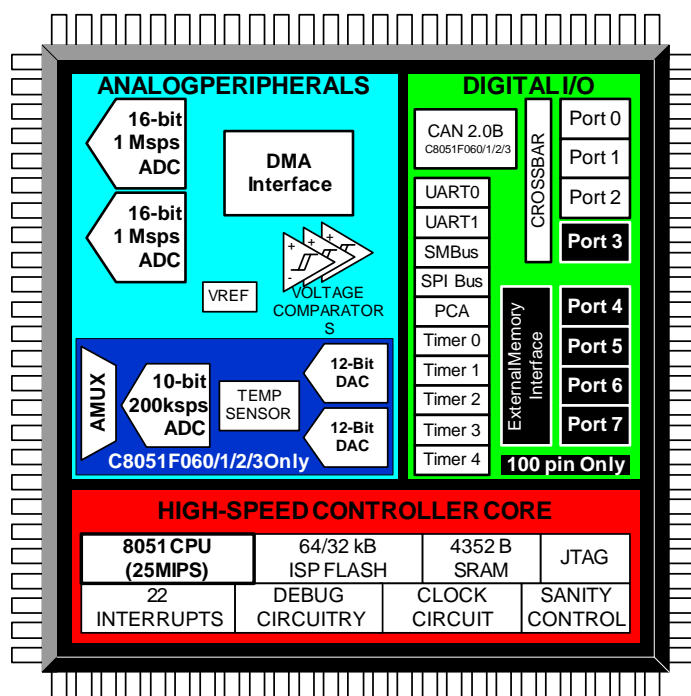 ANALOGPERIPHERALS
16-bit
1 Msps
ADC
DMA
Interface
16-bit
1 Msps
ADC
+
-
+
-
+
-
VREF
VOLTAGE
COMPARATOR
S
AMUX
10-bit
200ksps
ADC
TEMP
SENSOR
12-Bit
DAC
12-Bit
DAC
C8051F060/1/2/3Only
DIGITAL I/O
CAN 2.0B
C8051F060/1/2/3
UART0
UART1
SMBus
SPI Bus
PCA
Timer 0
Timer 1
Timer 2
Timer 3
Timer 4
CROSSBAR
Port 0
Port 1
Port 2
Port 3
ExternalMemory
Interface
Port 4
Port 5
Port 6
Port 7
100 pin Only
HIGH-SPEED CONTROLLER CORE
8051 CPU
(25MIPS)
64/32 kB
ISP FLASH
4352 B
SRAM
JTAG
22
INTERRUPTS
DEBUG
CIRCUITRY
CLOCK
CIRCUIT
SANITY
CONTROL